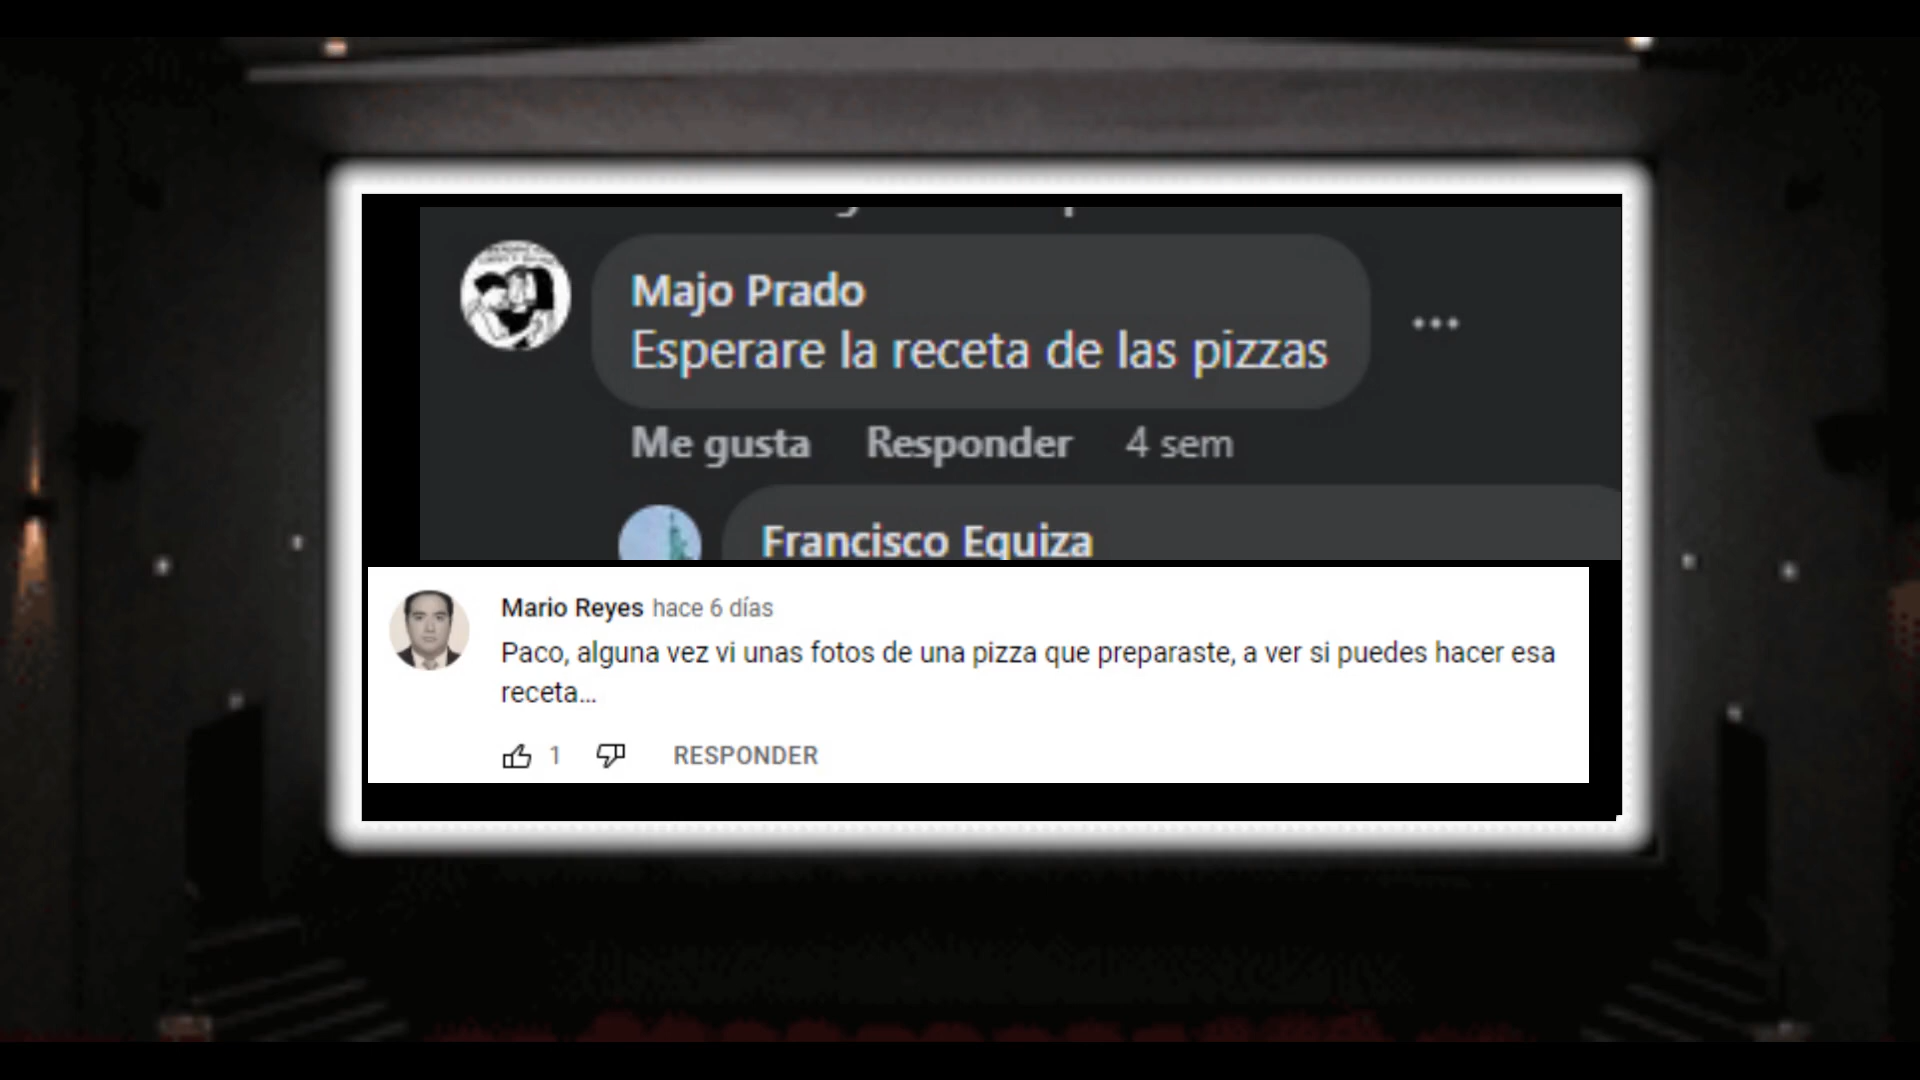 Majo Prado
Esperare la receta de las pizzas
Me gusta Responder 4 sem
Francisco Equiza
Mario Reyes hace 6 días
Paco, alguna vez vi unas fotos de una pizza que preparaste, a ver si puedes hacer esa
receta...
1 RESPONDER